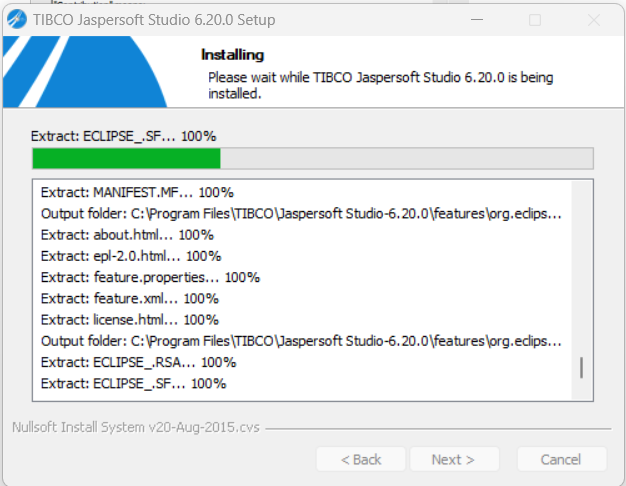 TIBCO Jaspersoft Studio 6.20.0 Setup
Installing
Please wait while TIBCO Jaspersoft Studio 6.20.0 is being
installed.
Extract: ECLIPSE_.SF... 100%
Extract: MANIFEST.MF... 100%
Output folder: C:\Program Files\TIBCO\Jaspersoft Studio-6.20.0\features\org.eclips...
Extract: about.html... 100%
Extract: epl-2.0.html... 100%
Extract: feature.properties... 100%
Extract: feature.xml... 100%
Extract: license.html... 100%
Output folder: C:\Program Files\TIBCO\Jaspersoft Studio-6.20.0\features\org.eclips...
Extract: ECLIPSE_.RSA... 100%
Extract: ECLIPSE_.SF... 100%
Nullsoft Install System v20-Aug-2015.cvs
< Back
Next >
Cancel